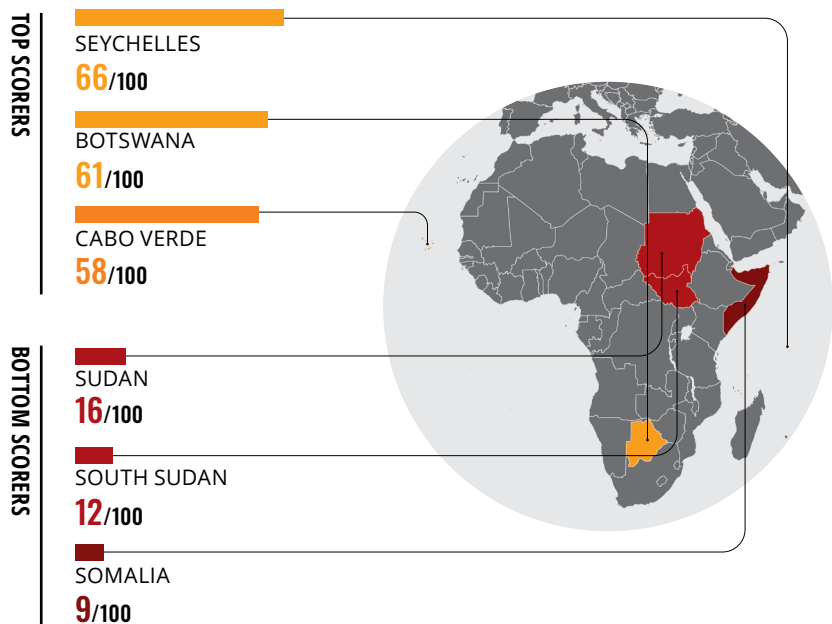 TOP SCORERS
SEYCHELLES
66/100
BOTSWANA
61/100
CABO VERDE
58/100
BOTTOM SCORERS
SUDAN
16/100
SOUTH SUDAN
12/100
SOMALIA
9/100